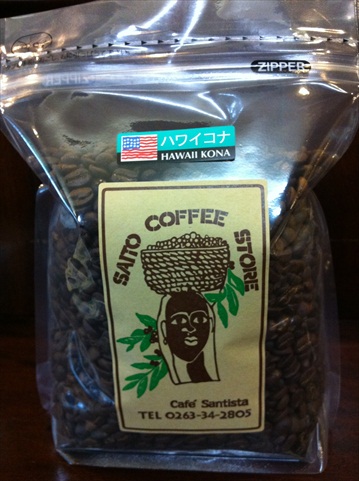 ZIPPER
ハワイコナ
HAWAII KONA
SAITO COFFEE STORE
Café Santista
TEL 0263-34-2805